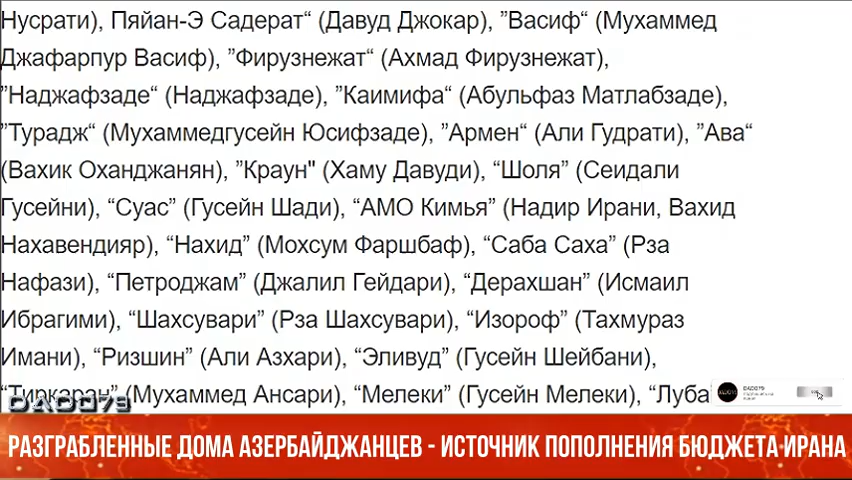 Нусрати), Пяйан-Э Садерат“ (Давуд Джокар), ”Васиф“ (Мухаммед
Джафарпур Васиф), ”Фирузнежат“ (Ахмад Фирузнежат),
”Наджафзаде“ (Наджафзаде), ”Каимифа“ (Абульфаз Матлабзаде),
”Турадж“ (Мухаммедгусейн Юсифзаде), ”Армен“ (Али Гудрати), ”Ава“
(Вахик Оханджанян), ”Краун" (Хаму Давуди), “Шоля” (Сеидали
Гусейни), “Суас” (Гусейн Шади), “АМО Кимья” (Надир Ирани, Вахид
Нахавендияр), “Нахид” (Мохсум Фаршбаф), “Саба Саха” (Рза
Нафази), “Петроджам” (Джалил Гейдари), “Дерахшан” (Исмаил
Ибрагими), “Шахсувари” (Рза Шахсувари), “Изороф” (Тахмураз
Имани), “Ризшин” (Али Азхари), “Эливуд” (Гусейн Шейбани),
“Тиркаран” (Мухаммед Ансари), “Мелеки” (Гусейн Мелеки), “Луба
DADD79
DADD79
РАЗГРАБЛЕННЫЕ ДОМА АЗЕРБАЙДЖАНЦЕВ - ИСТОЧНИК ПОПОЛНЕНИЯ БЮДЖЕТА ИРАНА